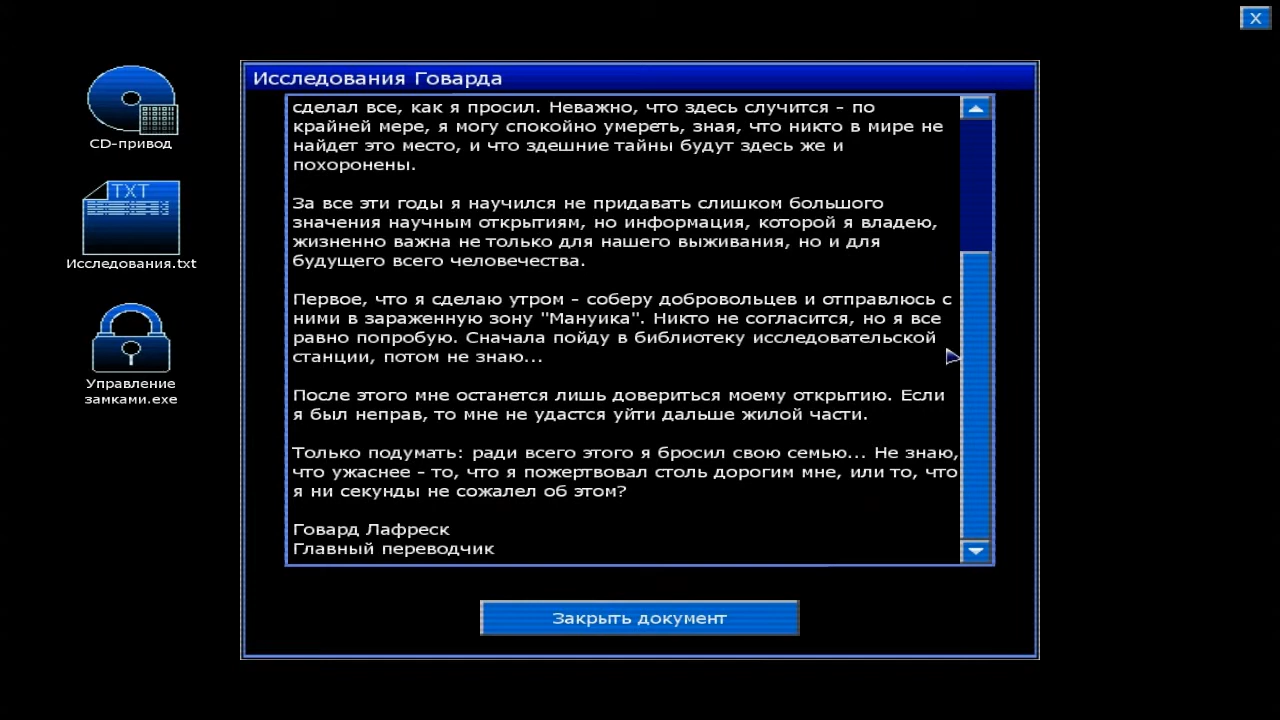 X
Исследования Говарда
CD-привод
TXT
Исследования.txt
Управление
замками.exe
сделал все, как я просил. Неважно, что здесь случится - по
крайней мере, я могу спокойно умереть, зная, что никто в мире не
найдет это место, и что здешние тайны будут здесь же и
похоронены.
За все эти годы я научился не придавать слишком большого
значения научным открытиям, но информация, которой я владею,
жизненно важна не только для нашего выживания, но и для
будущего всего человечества.
Первое, что я сделаю утром - соберу добровольцев и отправлюсь с
ними в зараженную зону "Мануика". Никто не согласится, но я все
равно попробую. Сначала пойду в библиотеку исследовательской
станции, потом не знаю...
После этого мне останется лишь довериться моему открытию. Если
я был неправ, то мне не удастся уйти дальше жилой части.
Только подумать: ради всего этого я бросил свою семью... Не знаю,
что ужаснее - то, что я пожертвовал столь дорогим мне, или то, что
я ни секунды не сожалел об этом?
Говард Лафреск
Главный переводчик
Закрыть документ